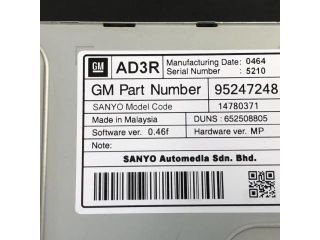 GM AD3R Manufacturing Date: 0464
Serial Number : 5210
GM Part Number 95247248
SANYO Model Code 14780371
Made in Malaysia DUNS : 652508805
Software ver. 0.46f Hardware ver. MP
Note:
SANYO Automedia Sdn. Bhd.